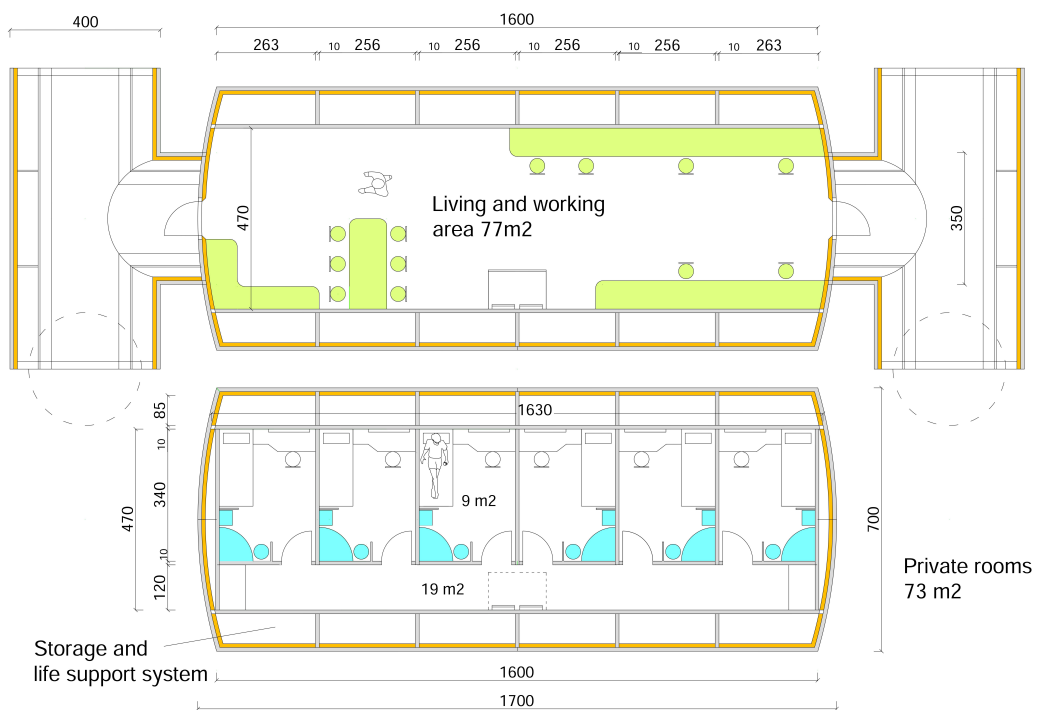 400
1600
263 10 256 10 256 10 256 10 256 10 263
470
Living and working
area 77m2
350
85
1630
10
340
470
9 m2
10
700
120
19 m2
Private rooms
73 m2
Storage and
life support system
1600
1700